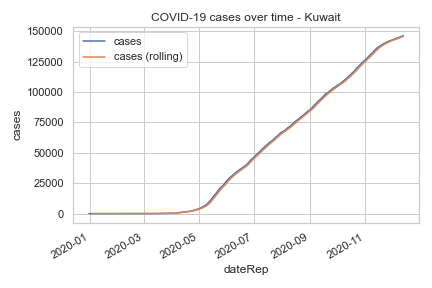 COVID-19 cases over time - Kuwait
cases
cases (rolling)
150000
125000
100000
75000
50000
25000
0
cases
2020-01
2020-03
2020-05
2020-07
2020-09
2020-11
dateRep